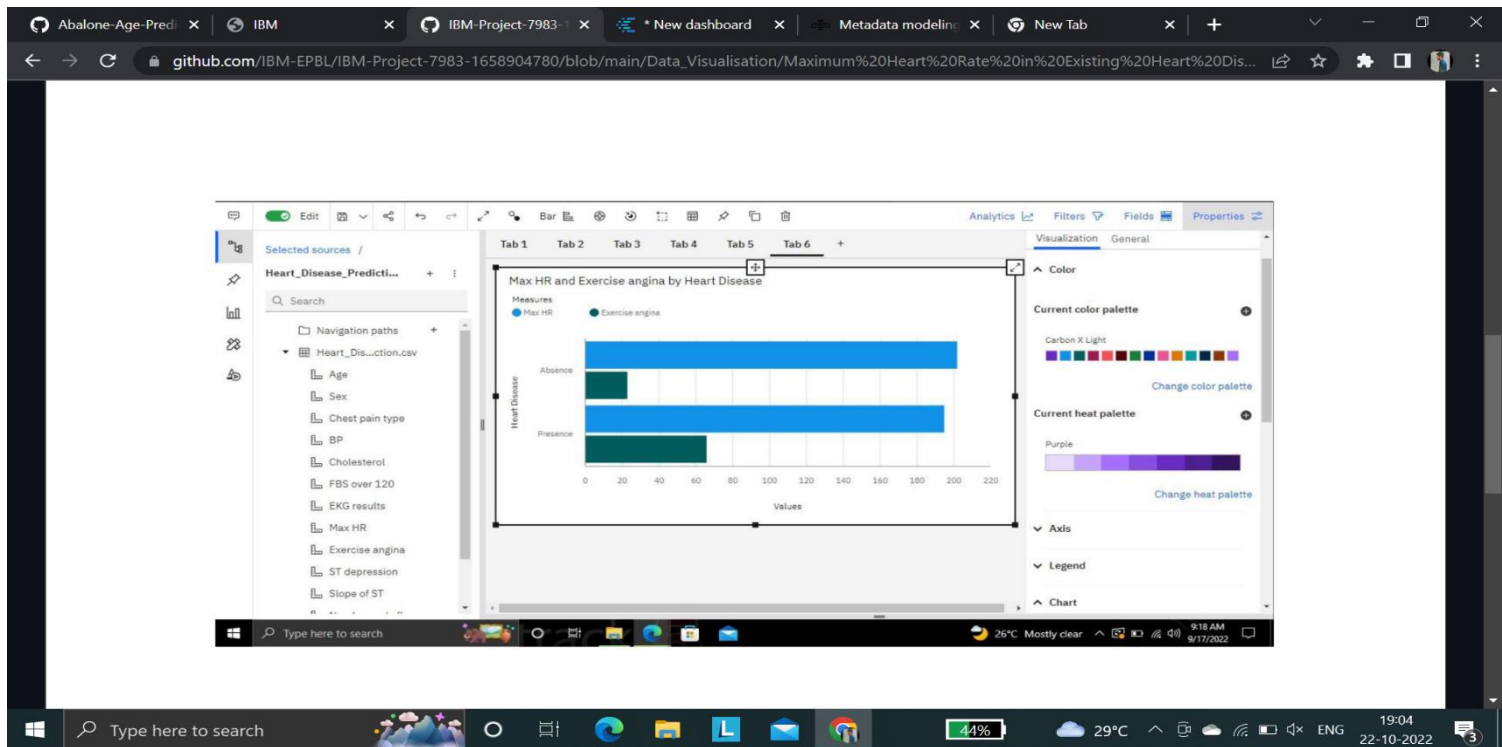 Abalone-Age-Predi
IBM
IBM-Project-7983-1
* New dashboard
Metadata modeling
New Tab
github.com/IBM-EPBL/IBM-Project-7983-1658904780/blob/main/Data_Visualisation/Maximum%20Heart%20Rate%20in%20Existing%20Heart%20Dis...
Edit
Bar
Analytics
Filters
Fields
Properties
Selected sources /
Tab 1
Tab 2
Tab 3
Tab 4
Tab 5
Tab 6
+
Visualization
General
Heart_Disease_Predicti...
Search
Navigation paths
Heart_Dis...ction.csv
Age
Sex
Chest pain type
BP
Cholesterol
FBS over 120
EKG results
Max HR
Exercise angina
ST depression
Slope of ST
Max HR and Exercise angina by Heart Disease
Measures
Max HR
Exercise angina
Heart Disease
Absence
Presence
0 20 40 60 80 100 120 140 160 180 200 220
Values
Color
Current color palette
Carbon X Light
Change color palette
Current heat palette
Purple
Change heat palette
Axis
Legend
Chart
Type here to search
26°C Mostly clear
9:18 AM
9/17/2022
Type here to search
L
44%
29°C
ENG
19:04
22-10-2022
3